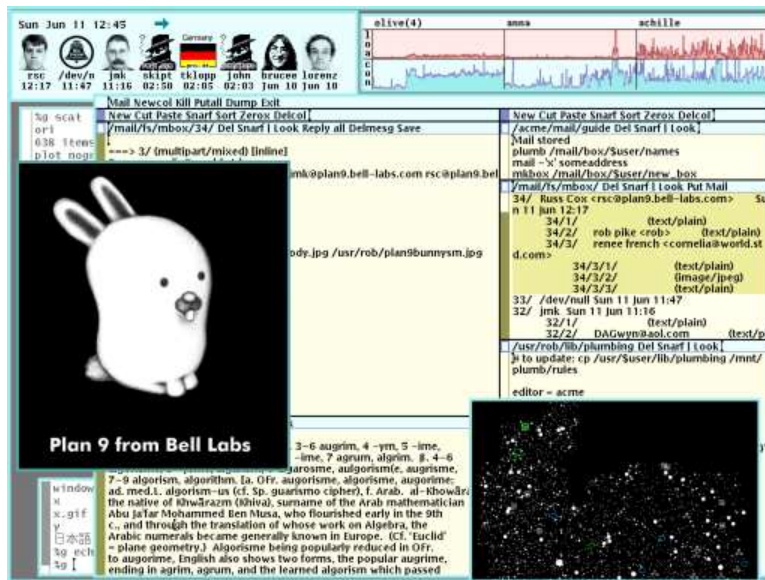 Sun Jun 11 12:45
olive(4) anna achille
Germany
rsc /dev/n jmk skipt tklopp john brucee lorenz
12:17 11:47 11:16 02:50 02:05 02:03 Jun 10 Jun 10
Mail Newcol Kill Putall Dump Exit
New Cut Paste Snarf Sort Zerox Delcol
/mail/fs/mbox/34/ Del Snarf | Look Reply all Delmesg Save
---> 3/ (multipart/mixed) [inline]
jmk@plan9.bell-labs.com rsc@plan9.bel
ody.jpg /usr/rob/plan9bunnysm.jpg
%g scat
ori
638 items
plot nogr
Plan 9 from Bell Labs
New Cut Paste Snarf Sort Zerox Delcol
/acme/mail/guide Del Snarf | Look
Mail stored
plumb /mail/box/$user/names
mail -'x' someaddress
mkbox /mail/box/$user/new_box
/mail/fs/mbox/ Del Snarf | Look Put Mail
34/ Russ Cox <rsc@plan9.bell-labs.com> Su
n 11 Jun 12:17
34/1/ (text/plain)
34/2/ rob pike <rob> (text/plain)
34/3/ renee french <cornelia@world.st
d.com>
34/3/1/ (text/plain)
34/3/2/ (image/jpeg)
34/3/3/ (text/plain)
33/ /dev/null Sun 11 Jun 11:47
32/ jmk Sun 11 Jun 11:16
32/1/ (text/plain)
32/2/ DAGwyn@aol.com (text/p
/usr/rob/lib/plumbing Del Snarf | Look
# to update: cp /usr/$user/lib/plumbing /mnt/
plumb/rules
editor = acme
3-6 augrim, 4 -ym, 5 -ime,
-ime, 7 agrum, algrim. β. 4-6
augorisme, aulgorism(e, augrisme,
7-9 algorism, algorithm. [a. OFr. augorisme, algorisme, augorime;
ad. med.L. algorism-us (cf. Sp. guarismo cipher), f. Arab. al-Khowāra
the native of Khwārazm (Khiva), surname of the Arab mathematician
Abu Ja'far Mohammed Ben Musa, who flourished early in the 9th
c., and through the translation of whose work on Algebra, the
Arabic numerals became generally known in Europe. (Cf. 'Euclid'
= plane geometry.) Algorisme being popularly reduced in OFr.
to augorime, English also shows two forms, the popular augrime,
ending in agrim, agrum, and the learned algorism which passed
window
x
x.gif
y
日本語
%g ech
%g